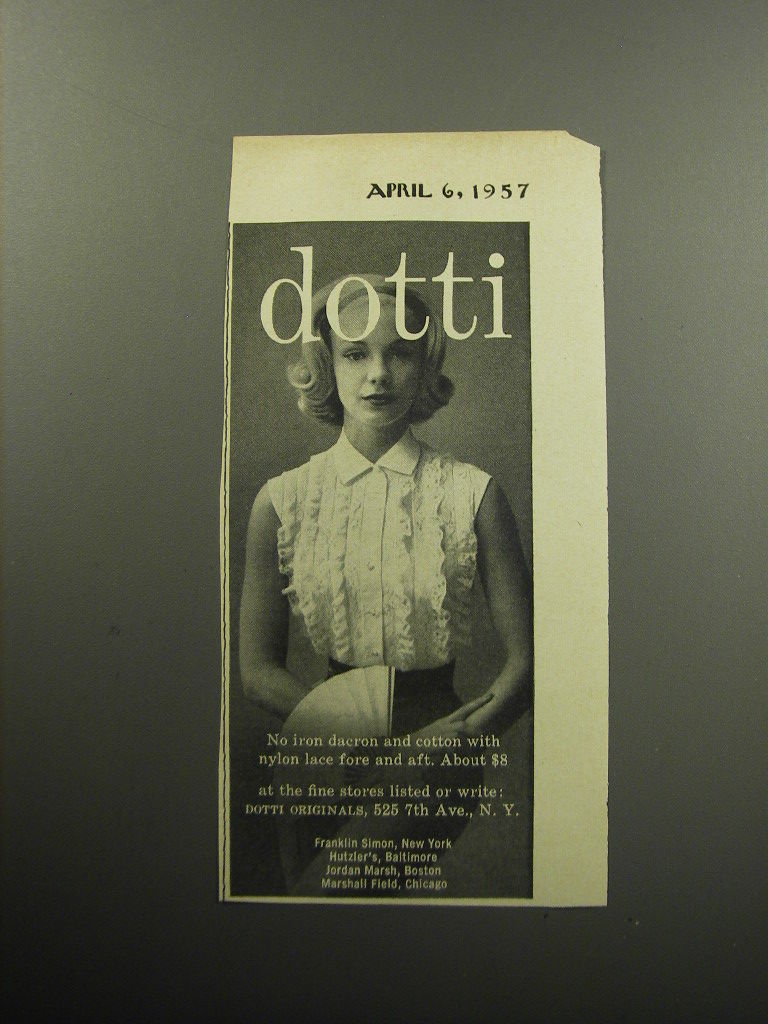 APRIL 6, 1957
dotti
No iron dacron and cotton with
nylon lace fore and aft. About $8
at the fine stores listed or write:
DOTTI ORIGINALS, 525 7th Ave., N. Y.
Franklin Simon, New York
Hutzler's, Baltimore
Jordan Marsh, Boston
Marshall Field, Chicago